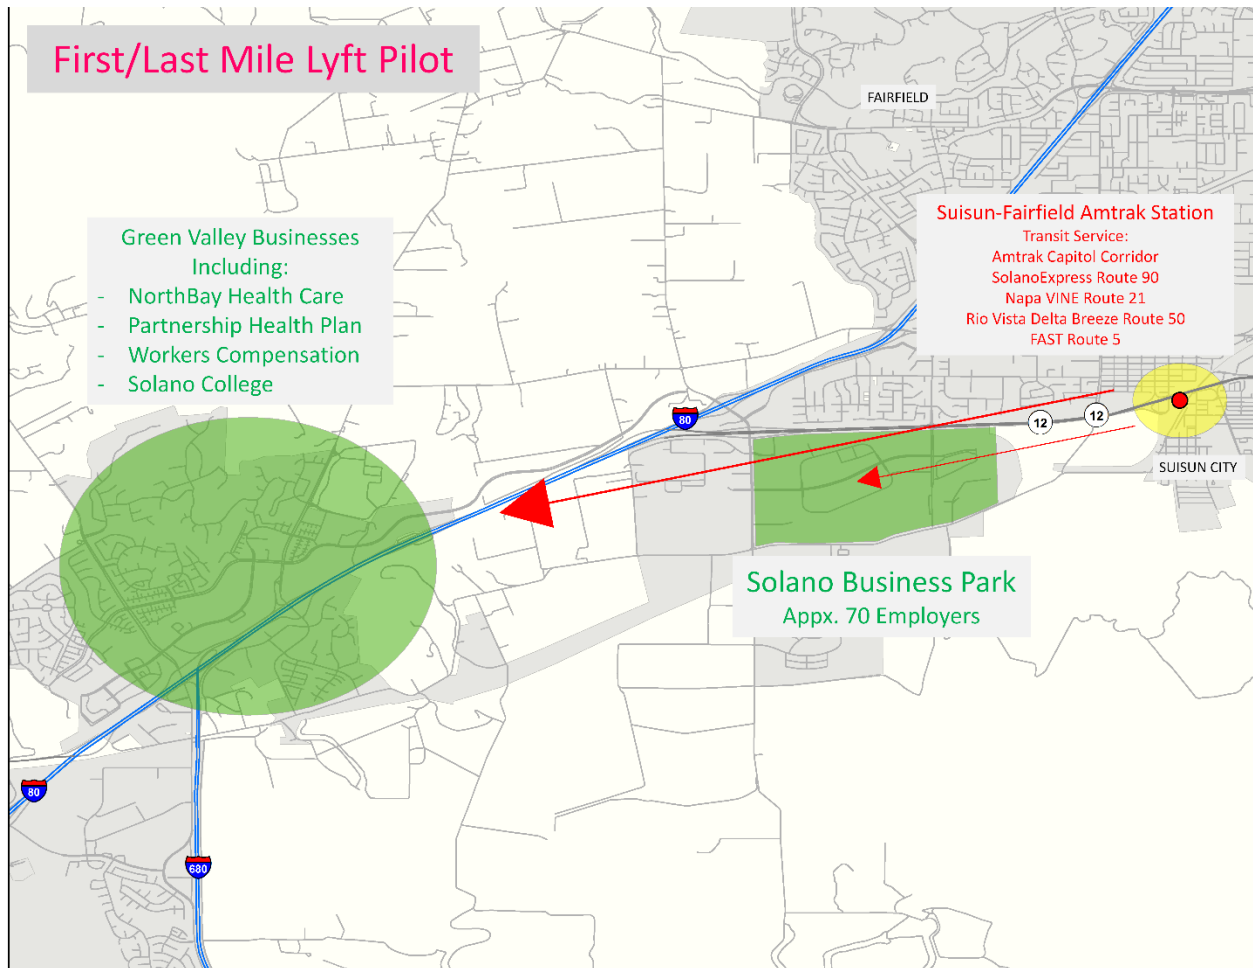 First/Last Mile Lyft Pilot
FAIRFIELD
Suisun-Fairfield Amtrak Station
Transit Service:
Amtrak Capitol Corridor
SolanoExpress Route 90
Napa VINE Route 21
Rio Vista Delta Breeze Route 50
FAST Route 5
Green Valley Businesses
Including:
- NorthBay Health Care
- Partnership Health Plan
- Workers Compensation
- Solano College
80
12
12
SUISUN CITY
Solano Business Park
Appx. 70 Employers
80
680